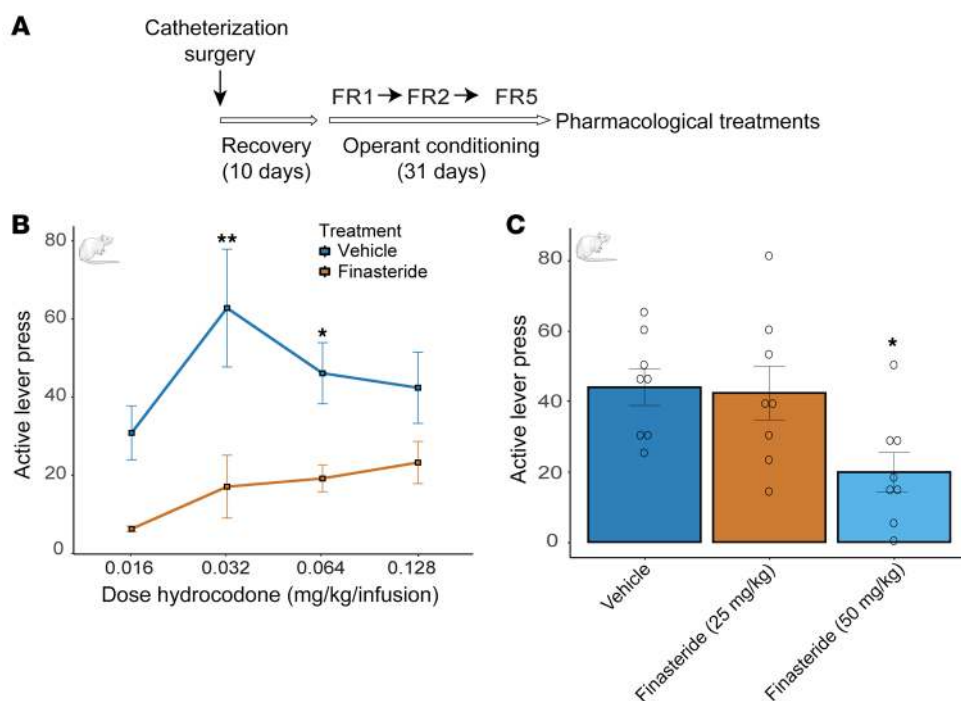 A
Catheterization
surgery
FR1 → FR2 → FR5
Pharmacological treatments
Recovery
(10 days)
Operant conditioning
(31 days)
B
Treatment
Vehicle
Finasteride
**
*
80
60
40
20
0
Active lever press
0.016 0.032 0.064 0.128
Dose hydrocodone (mg/kg/infusion)
C
*
80
60
40
20
0
Active lever press
Vehicle
Finasteride (25 mg/kg)
Finasteride (50 mg/kg)